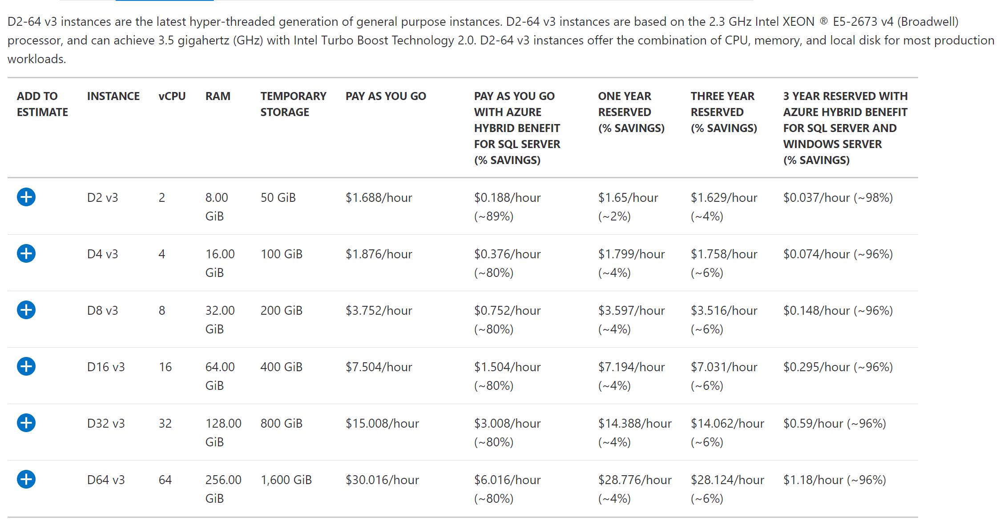 D2-64 v3 instances are the latest hyper-threaded generation of general purpose instances. D2-64 v3 instances are based on the 2.3 GHz Intel XEON ® E5-2673 v4 (Broadwell)
processor, and can achieve 3.5 gigahertz (GHz) with Intel Turbo Boost Technology 2.0. D2-64 v3 instances offer the combination of CPU, memory, and local disk for most production
workloads.
ADD TO INSTANCE vCPU RAM TEMPORARY PAY AS YOU GO PAY AS YOU GO ONE YEAR THREE YEAR 3 YEAR RESERVED WITH
ESTIMATE STORAGE WITH AZURE RESERVED RESERVED AZURE HYBRID BENEFIT
HYBRID BENEFIT (% SAVINGS) (% SAVINGS) FOR SQL SERVER AND
FOR SQL SERVER WINDOWS SERVER
(% SAVINGS) (% SAVINGS)
D2 v3 2 8.00 50 GiB $1.688/hour $0.188/hour $1.65/hour $1.629/hour $0.037/hour (~98%)
GiB (~89%) (~2%) (~4%)
D4 v3 4 16.00 100 GiB $1.876/hour $0.376/hour $1.799/hour $1.758/hour $0.074/hour (~96%)
GiB (~80%) (~4%) (~6%)
D8 v3 8 32.00 200 GiB $3.752/hour $0.752/hour $3.597/hour $3.516/hour $0.148/hour (~96%)
GiB (~80%) (~4%) (~6%)
D16 v3 16 64.00 400 GiB $7.504/hour $1.504/hour $7.194/hour $7.031/hour $0.295/hour (~96%)
GiB (~80%) (~4%) (~6%)
D32 v3 32 128.00 800 GiB $15.008/hour $3.008/hour $14.388/hour $14.062/hour $0.59/hour (~96%)
GiB (~80%) (~4%) (~6%)
D64 v3 64 256.00 1,600 GiB $30.016/hour $6.016/hour $28.776/hour $28.124/hour $1.18/hour (~96%)
GiB (~80%) (~4%) (~6%)